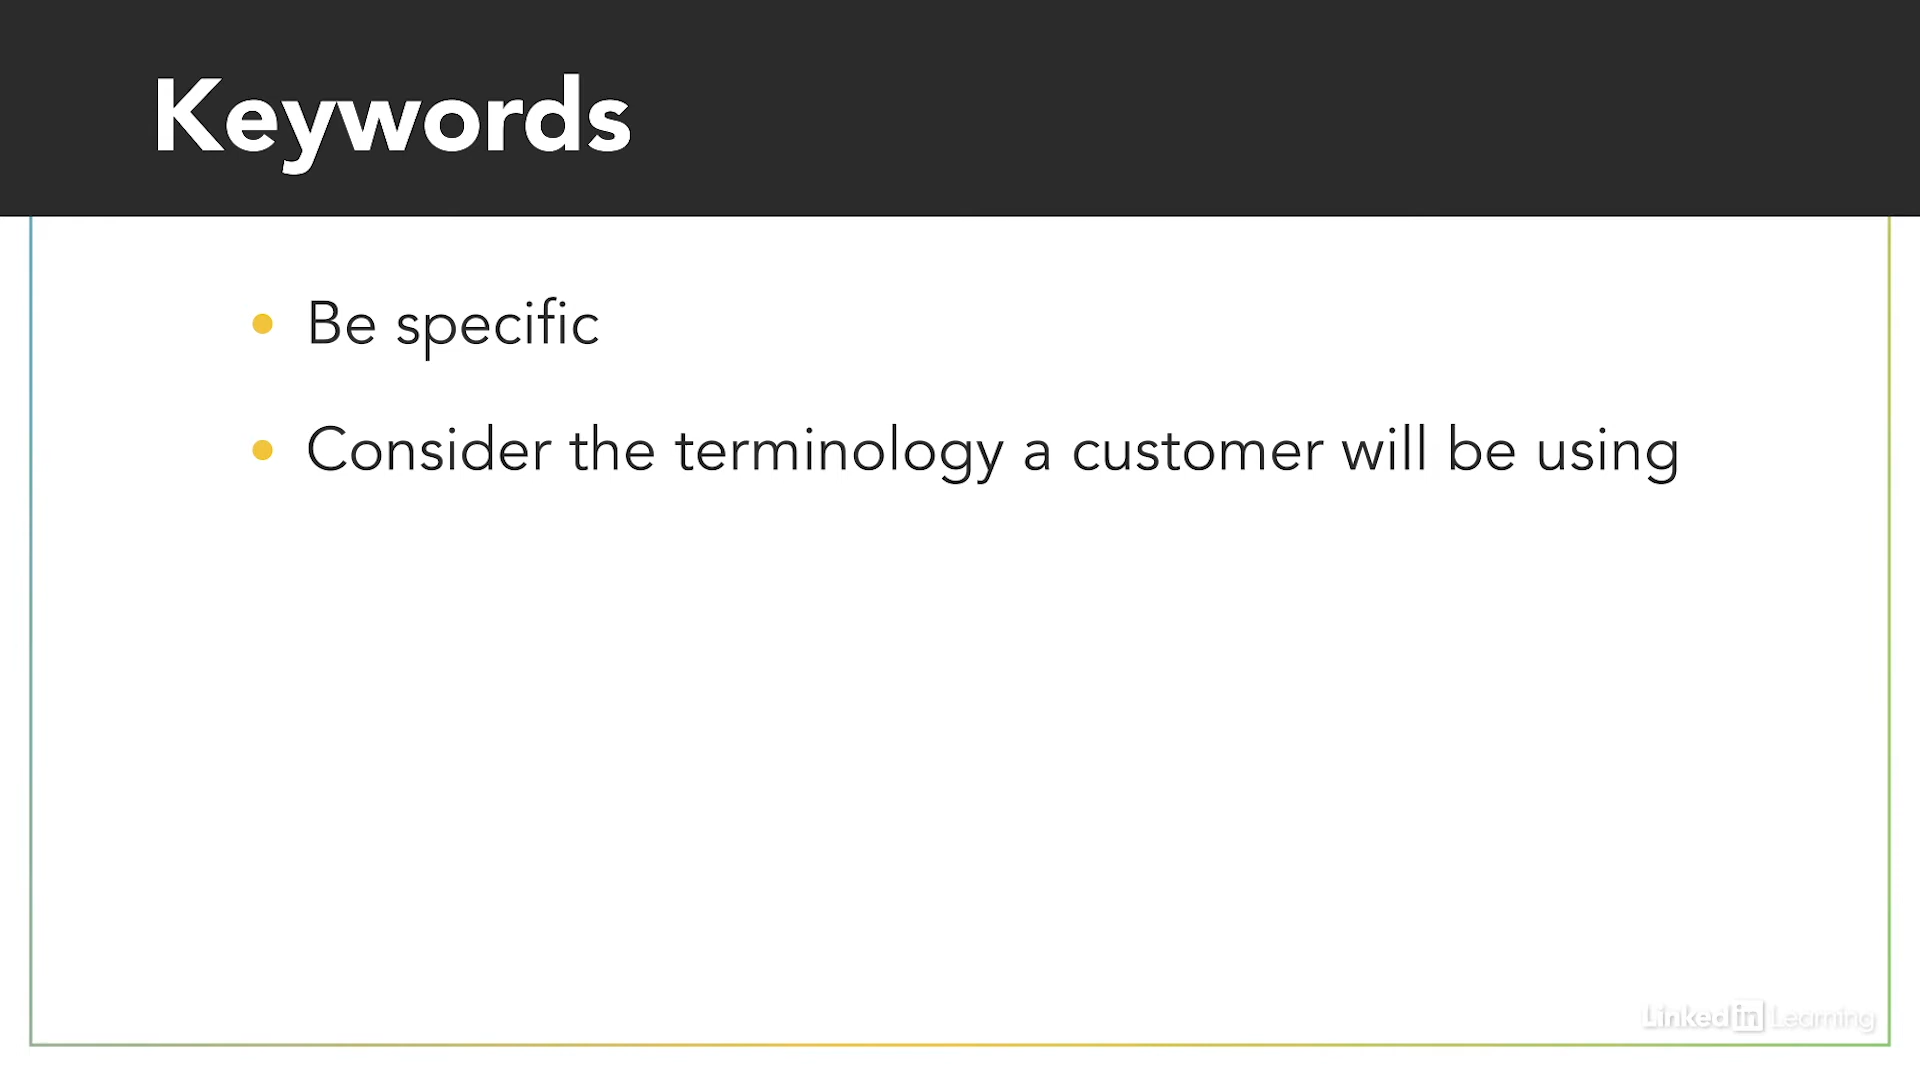 Keywords
• Be specific
• Consider the terminology a customer will be using
LinkedIn Learning